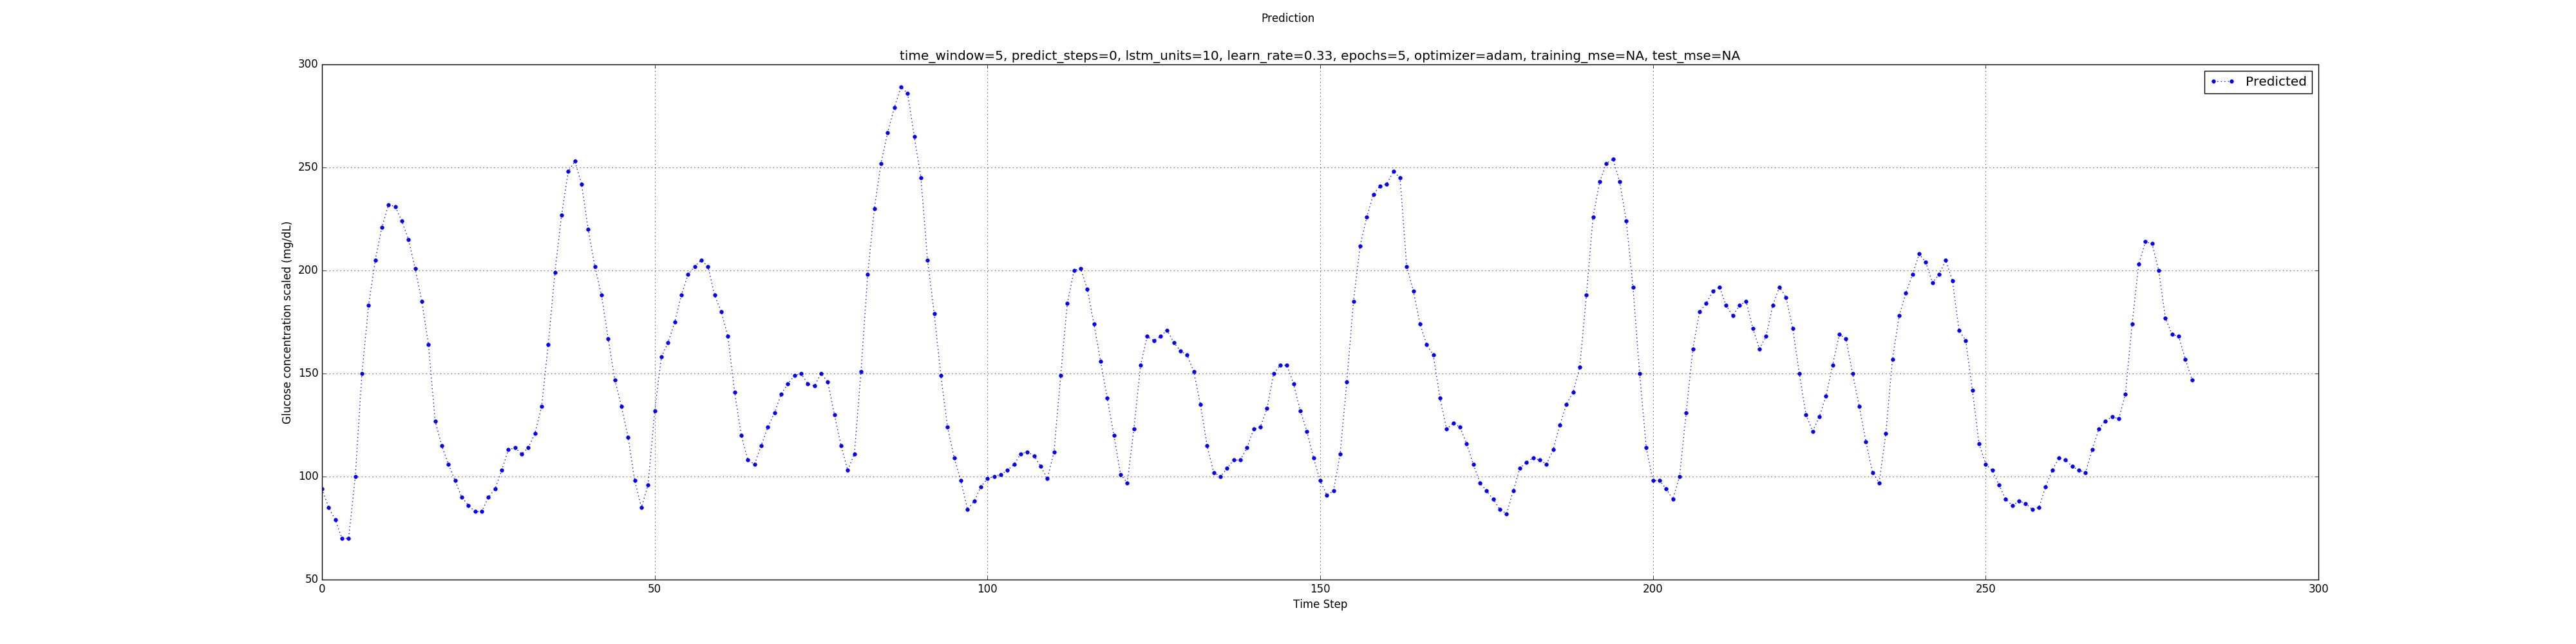 Prediction
time_window=5, predict_steps=0, lstm_units=10, learn_rate=0.33, epochs=5, optimizer=adam, training_mse=NA, test_mse=NA
Predicted
Glucose concentration scaled (mg/dL)
300
250
200
150
100
50
0 50 100 150 200 250 300
Time Step